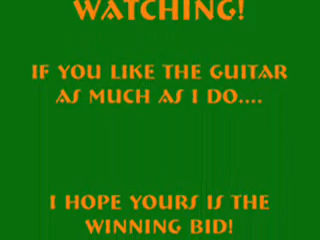 WATCHING!
IF YOU LIKE THE GUITAR
AS MUCH AS I DO....
I HOPE YOURS IS THE
WINNING BID!